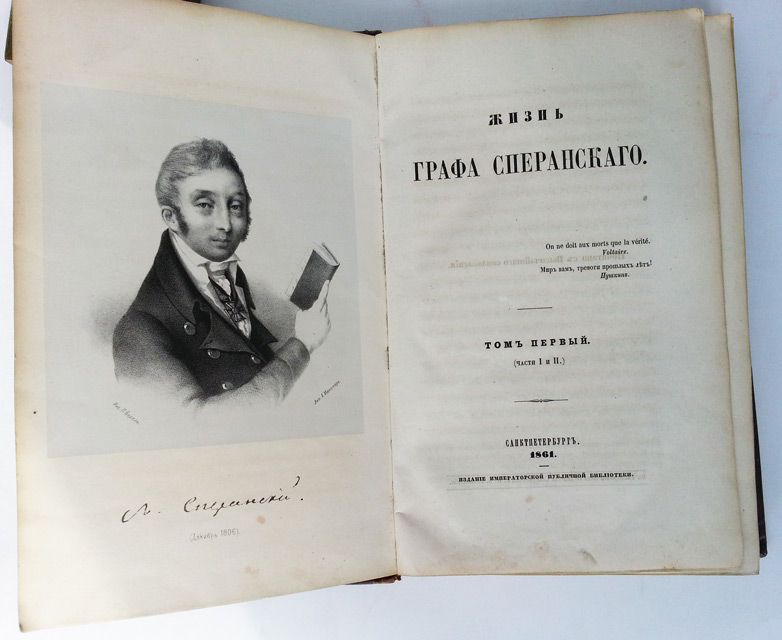 М. Сперанскій.
(Декабрь 1806).
ЖИЗНЬ
ГРАФА СПЕРАНСКАГО.
On ne doit aux morts que la vérité.
Voltaire.
Миръ вамъ, тревоги прошлыхъ лѣтъ!
Пушкинъ.
ТОМЪ ПЕРВЫЙ.
(ЧАСТИ I и II.)
САНКТПЕТЕРБУРГЪ.
1861.
ИЗДАНІЕ ИМПЕРАТОРСКОЙ ПУБЛИЧНОЙ БИБЛІОТЕКИ.